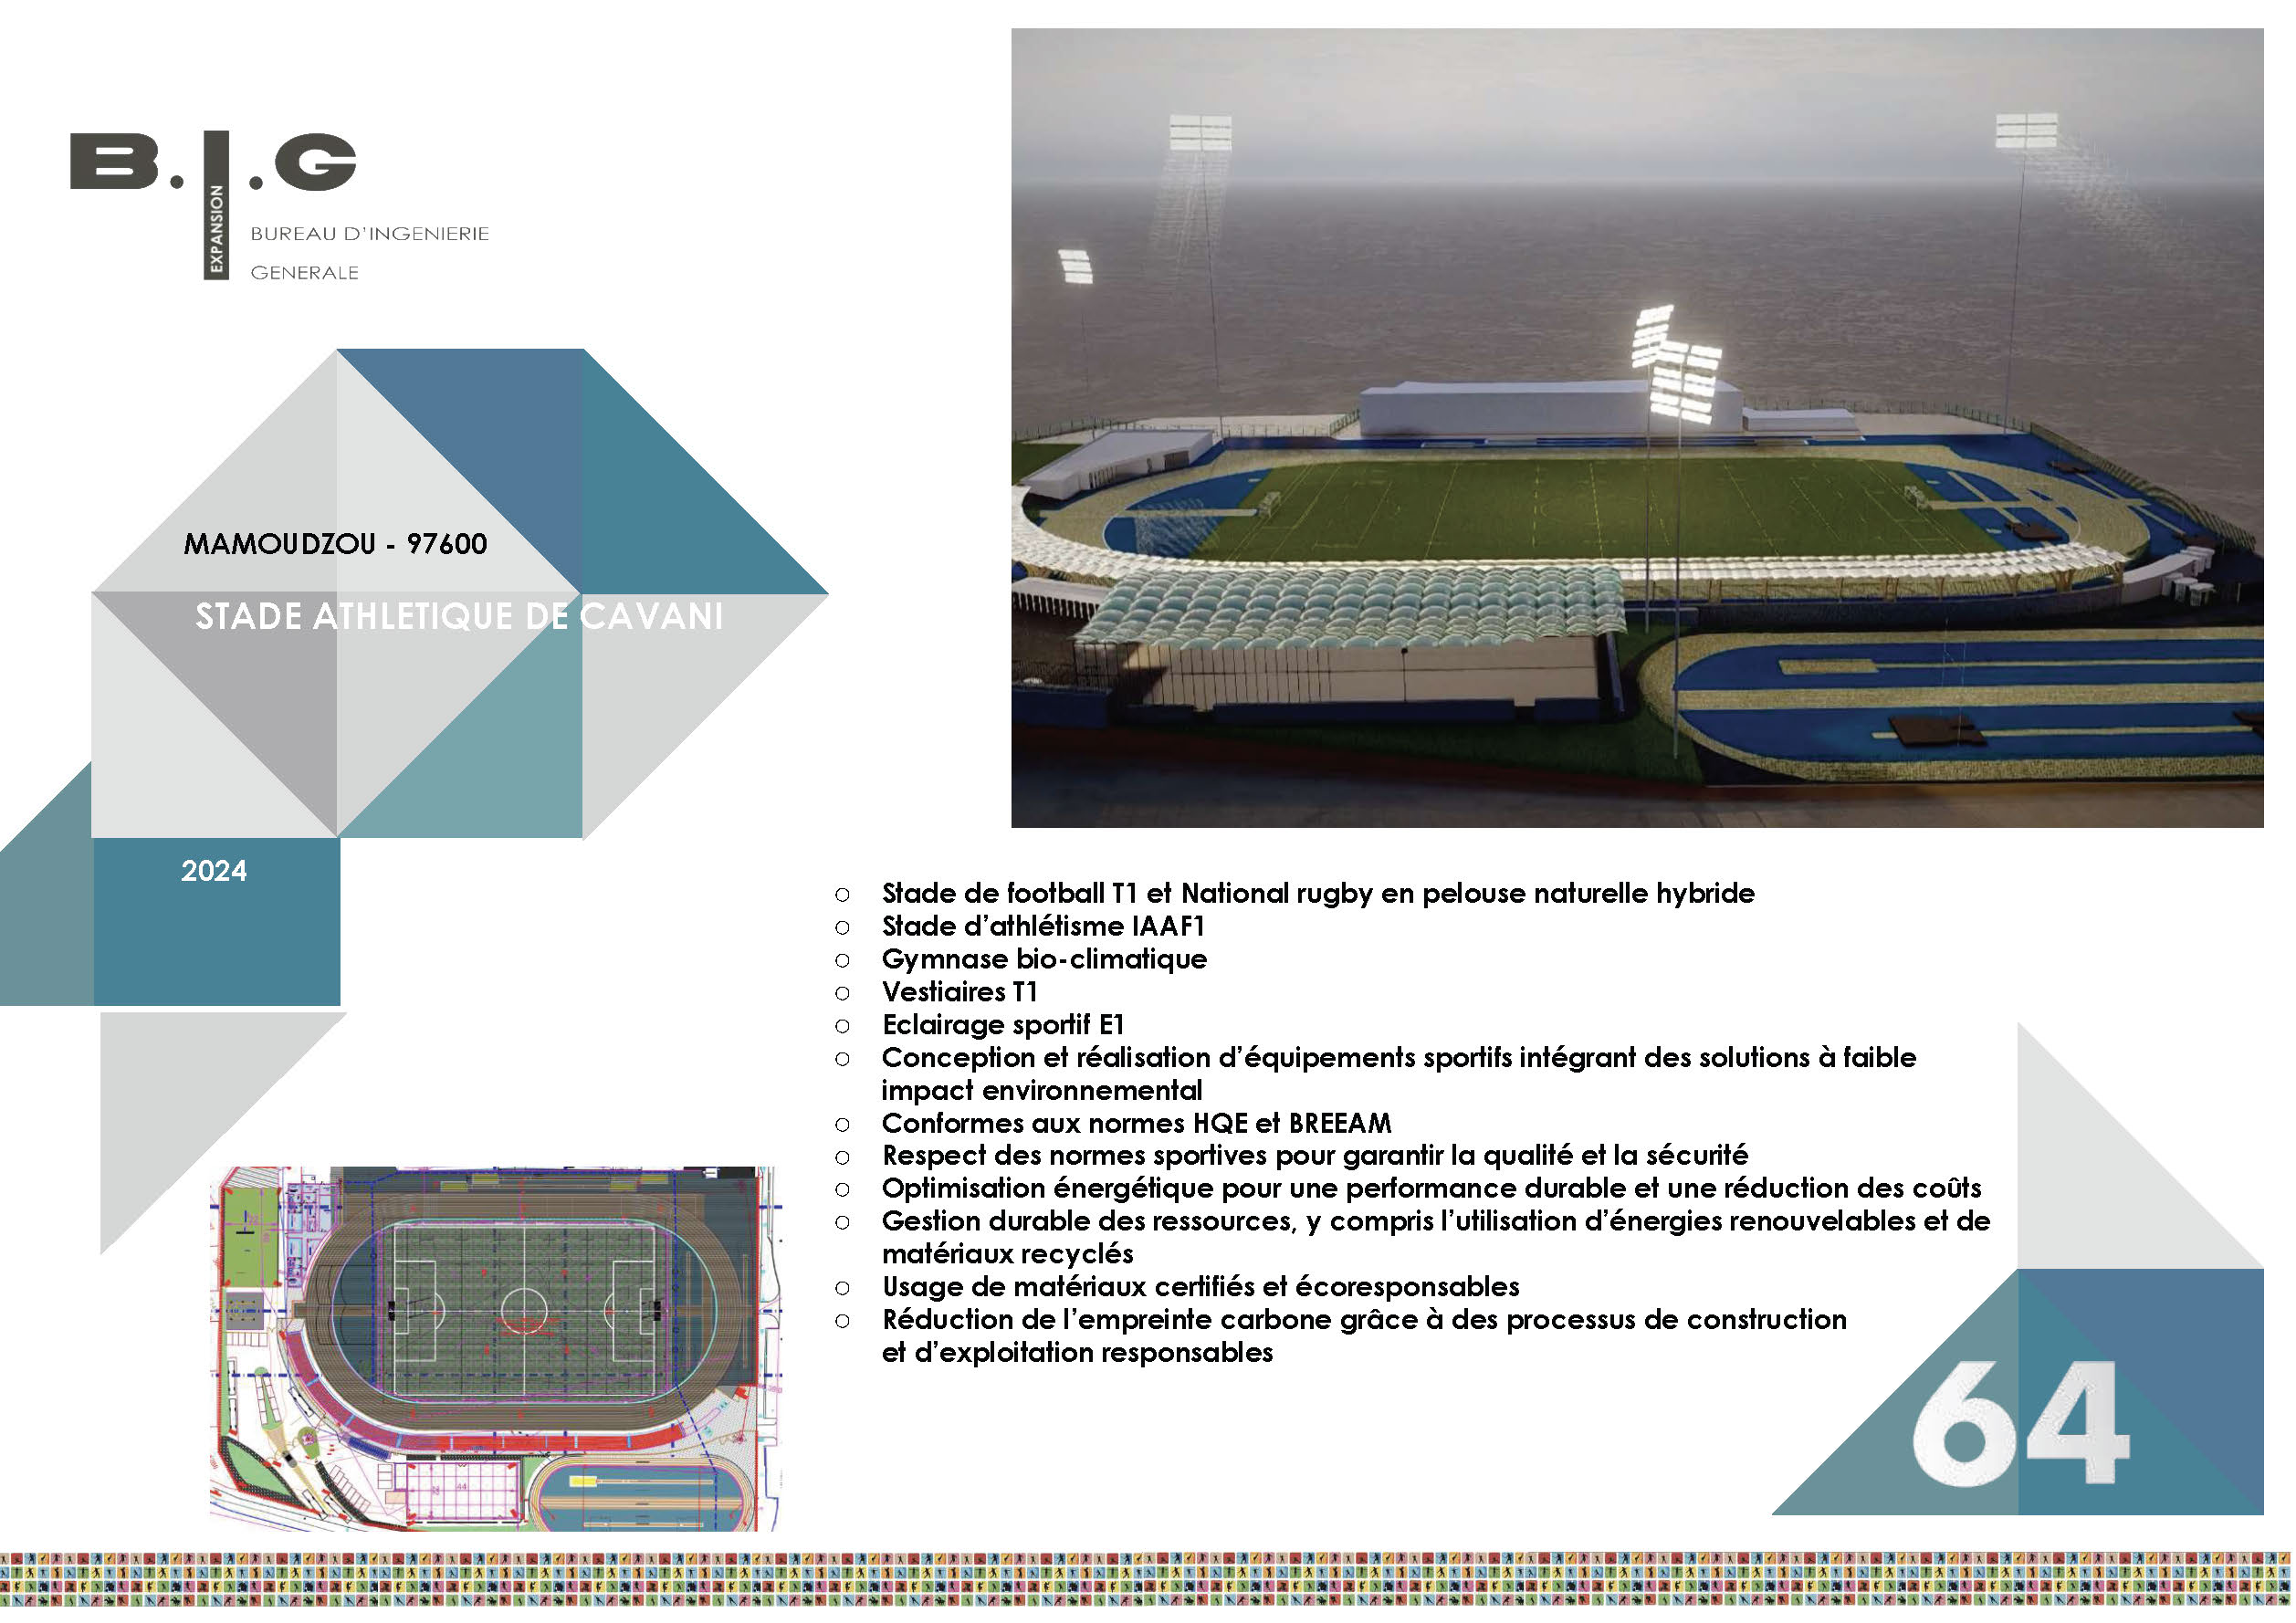 B.I.G
EXPANSION
BUREAU D'INGENIERIE
GENERALE
MAMOUDZOU - 97600
STADE ATHLETIQUE DE CAVANI
2024
○ Stade de football T1 et National rugby en pelouse naturelle hybride
○ Stade d'athlétisme IAAF1
○ Gymnase bio-climatique
○ Vestiaires T1
○ Eclairage sportif E1
○ Conception et réalisation d'équipements sportifs intégrant des solutions à faible
impact environnemental
○ Conformes aux normes HQE et BREEAM
○ Respect des normes sportives pour garantir la qualité et la sécurité
○ Optimisation énergétique pour une performance durable et une réduction des coûts
○ Gestion durable des ressources, y compris l'utilisation d'énergies renouvelables et de
matériaux recyclés
○ Usage de matériaux certifiés et écoresponsables
○ Réduction de l'empreinte carbone grâce à des processus de construction
et d'exploitation responsables
44
64